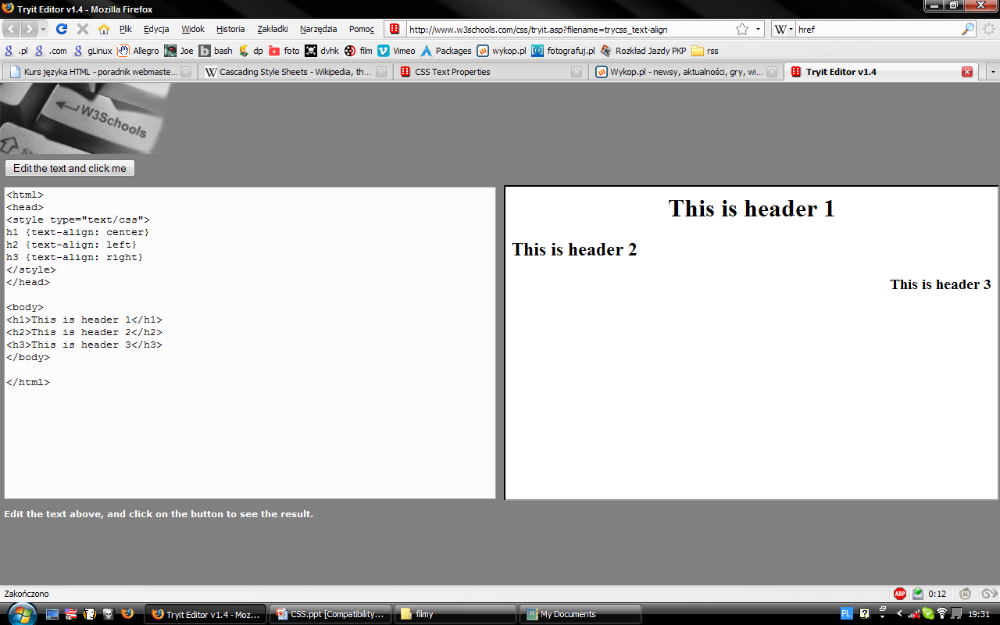 Tryit Editor v1.4 - Mozilla Firefox
Plik Edycja Widok Historia Zakładki Narzędzia Pomoc http://www.w3schools.com/css/tryit.asp?filename=trycss_text-align W href
.pl .com gLinux Allegro Joe bash dp foto dvhk film Vimeo Packages wykop.pl fotografuj.pl Rozkład Jazdy PKP rss
Kurs języka HTML - poradnik webmaste... Cascading Style Sheets - Wikipedia, th... CSS Text Properties Wykop.pl - newsy, aktualności, gry, wi... Tryit Editor v1.4
W3Schools
Edit the text and click me
<html>
<head>
<style type="text/css">
h1 {text-align: center}
h2 {text-align: left}
h3 {text-align: right}
</style>
</head>
<body>
<h1>This is header 1</h1>
<h2>This is header 2</h2>
<h3>This is header 3</h3>
</body>
</html>
This is header 1
This is header 2
This is header 3
Edit the text above, and click on the button to see the result.
Zakończono ABP 0:12
Tryit Editor v1.4 - Moz... CSS.ppt [Compatibility... filmy My Documents PL 19:31